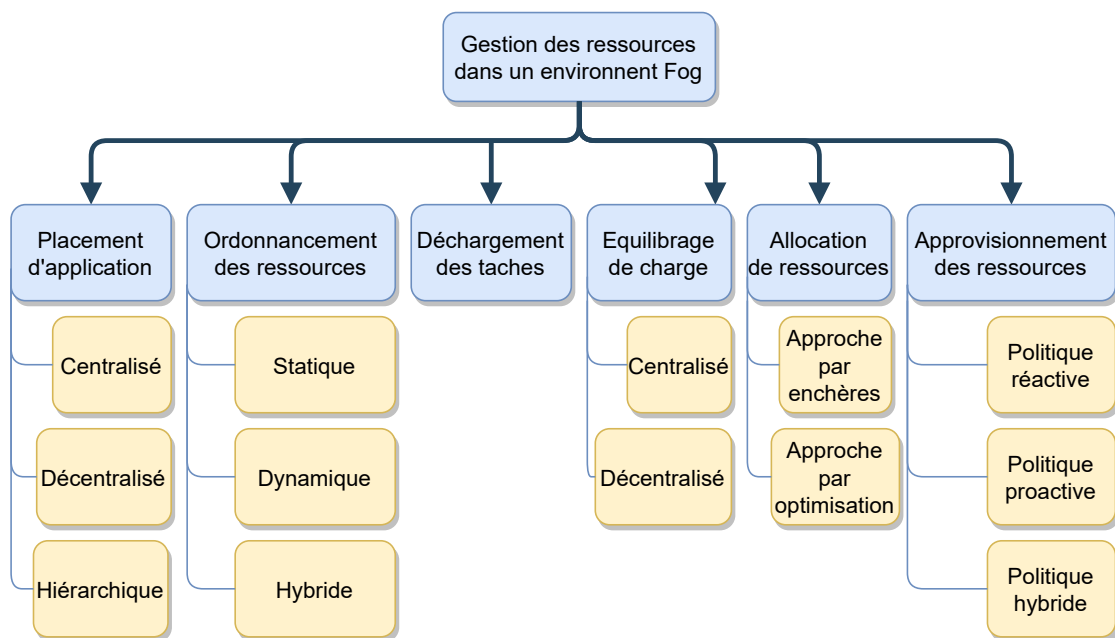 Gestion des ressources
dans un environnent Fog
Placement
d'application
Ordonnancement
des ressources
Déchargement
des taches
Equilibrage
de charge
Allocation
de ressources
Approvisionnement
des ressources
Centralisé
Statique
Centralisé
Approche
par
enchères
Politique
réactive
Décentralisé
Dynamique
Décentralisé
Approche
par
optimisation
Politique
proactive
Hiérarchique
Hybride
Politique
hybride